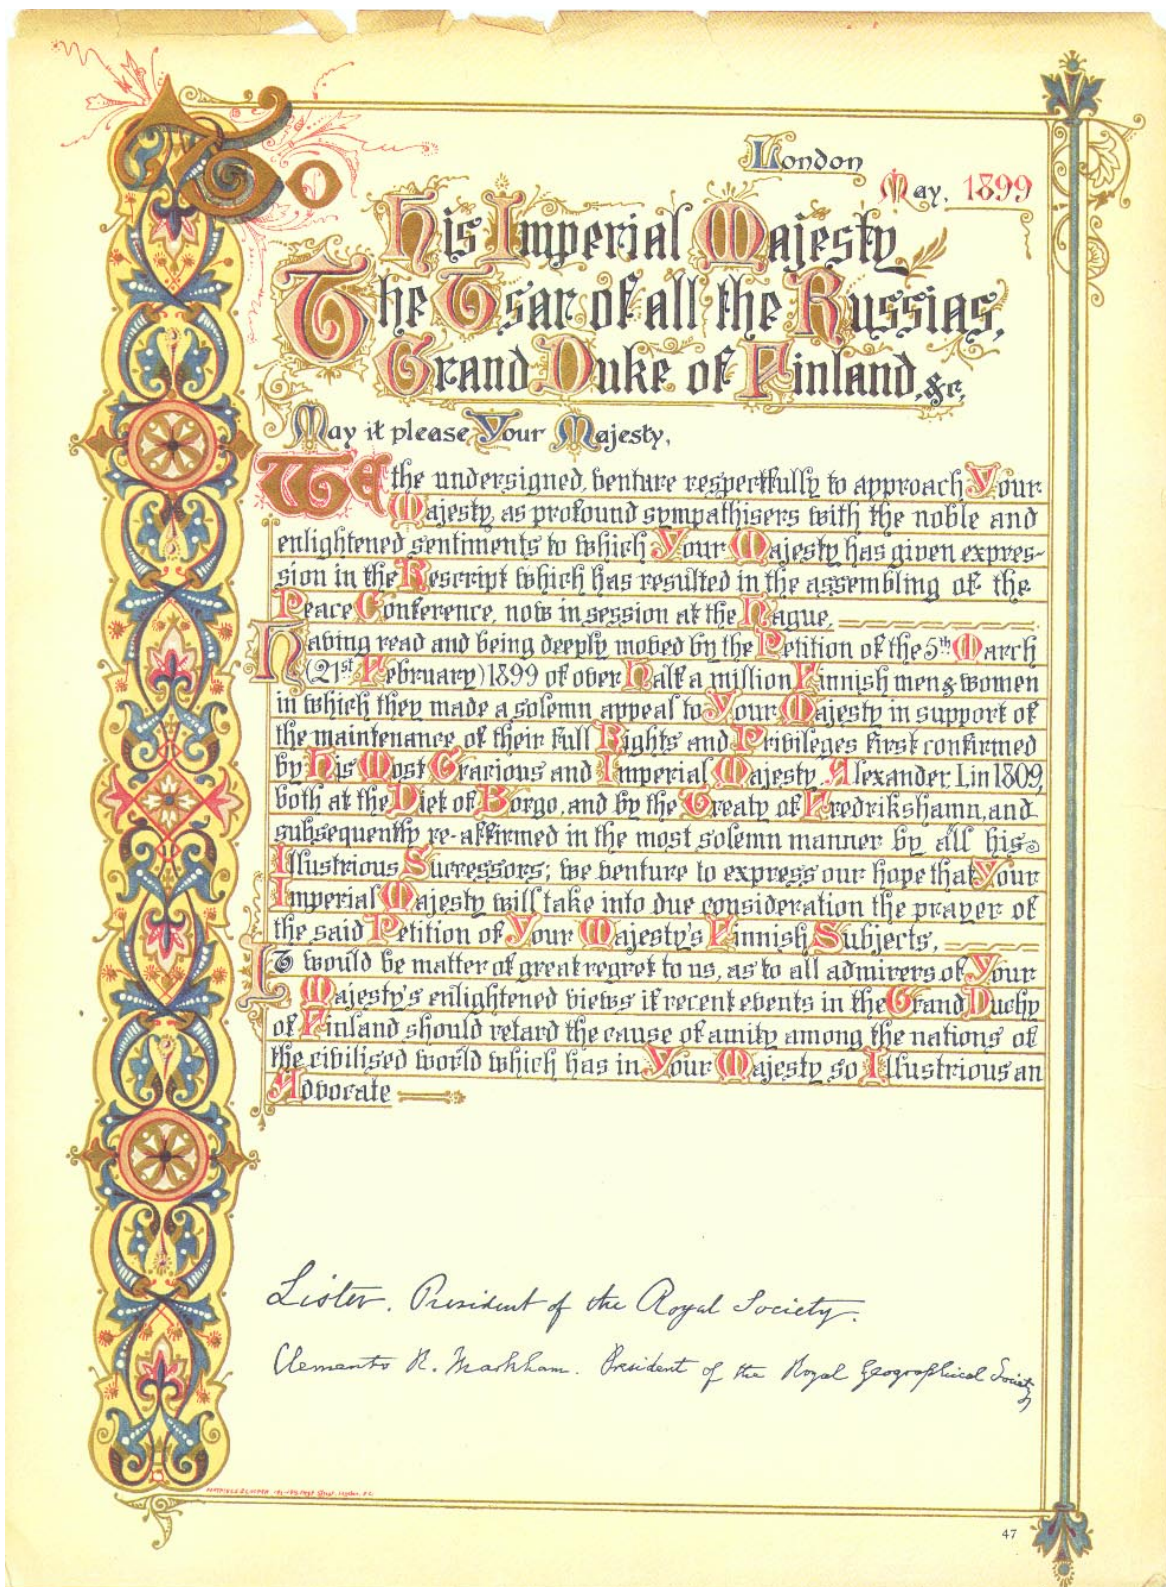 London
May, 1899
To
His Imperial Majesty
The Tsar of all the Russias,
Grand Duke of Finland, &c,
May it please Your Majesty,
We the undersigned, venture respectfully to approach Your
Majesty, as profound sympathisers with the noble and
enlightened sentiments to which Your Majesty has given expres-
sion in the Rescript which has resulted in the assembling of the
Peace Conference, now in session at the Hague,
Having read and being deeply moved by the Petition of the 5th March
(21st February) 1899 of over Half a million Finnish men & women
in which they made a solemn appeal to Your Majesty in support of
the maintenance of their full Rights and Privileges first confirmed
by His Most Gracious and Imperial Majesty Alexander I, in 1809,
both at the Diet of Borgo, and by the Treaty of Fredrikshamn, and
subsequently re-affirmed in the most solemn manner by all his
Illustrious Successors; we venture to express our hope that Your
Imperial Majesty will take into due consideration the prayer of
the said Petition of Your Majesty's Finnish Subjects,
It would be matter of great regret to us, as to all admirers of Your
Majesty's enlightened views if recent events in the Grand Duchy
of Finland should retard the cause of amity among the nations of
the civilised world which has in Your Majesty so Illustrious an
Advocate
Lister. President of the Royal Society.
Clements R. Markham. President of the Royal Geographical Society
47